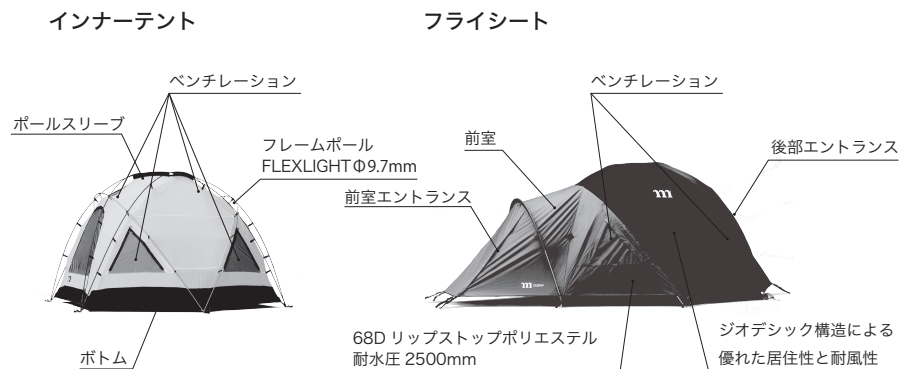 インナーテント
フライシート
ベンチレーション
ポールスリーブ
フレームポール
FLEXLIGHTΦ9.7mm
ボトム
ベンチレーション
前室
前室エントランス
後部エントランス
68D リップストップポリエステル
耐水圧 2500mm
ジオデシック構造による
優れた居住性と耐風性
m
m